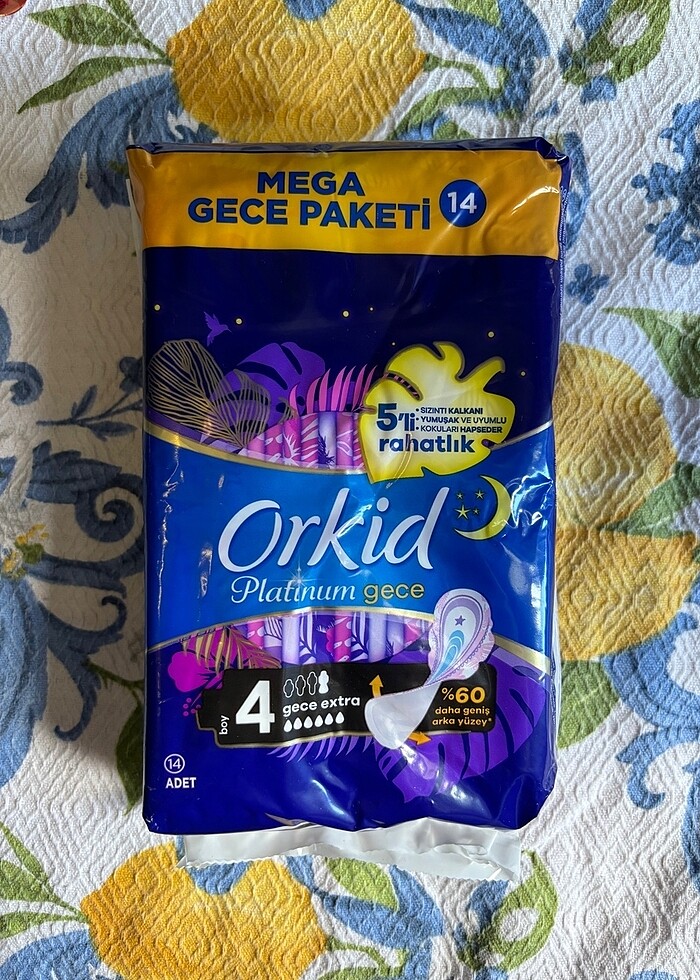 MEGA
GECE PAKETİ 14
5'li
• SIZINTI KALKANI
• YUMUŞAK VE UYUMLU
• KOKULARI HAPSEDER
rahatlık
Orkid
Platinum gece
boy 4
gece extra
%60
daha geniş
arka yüzey*
14
ADET